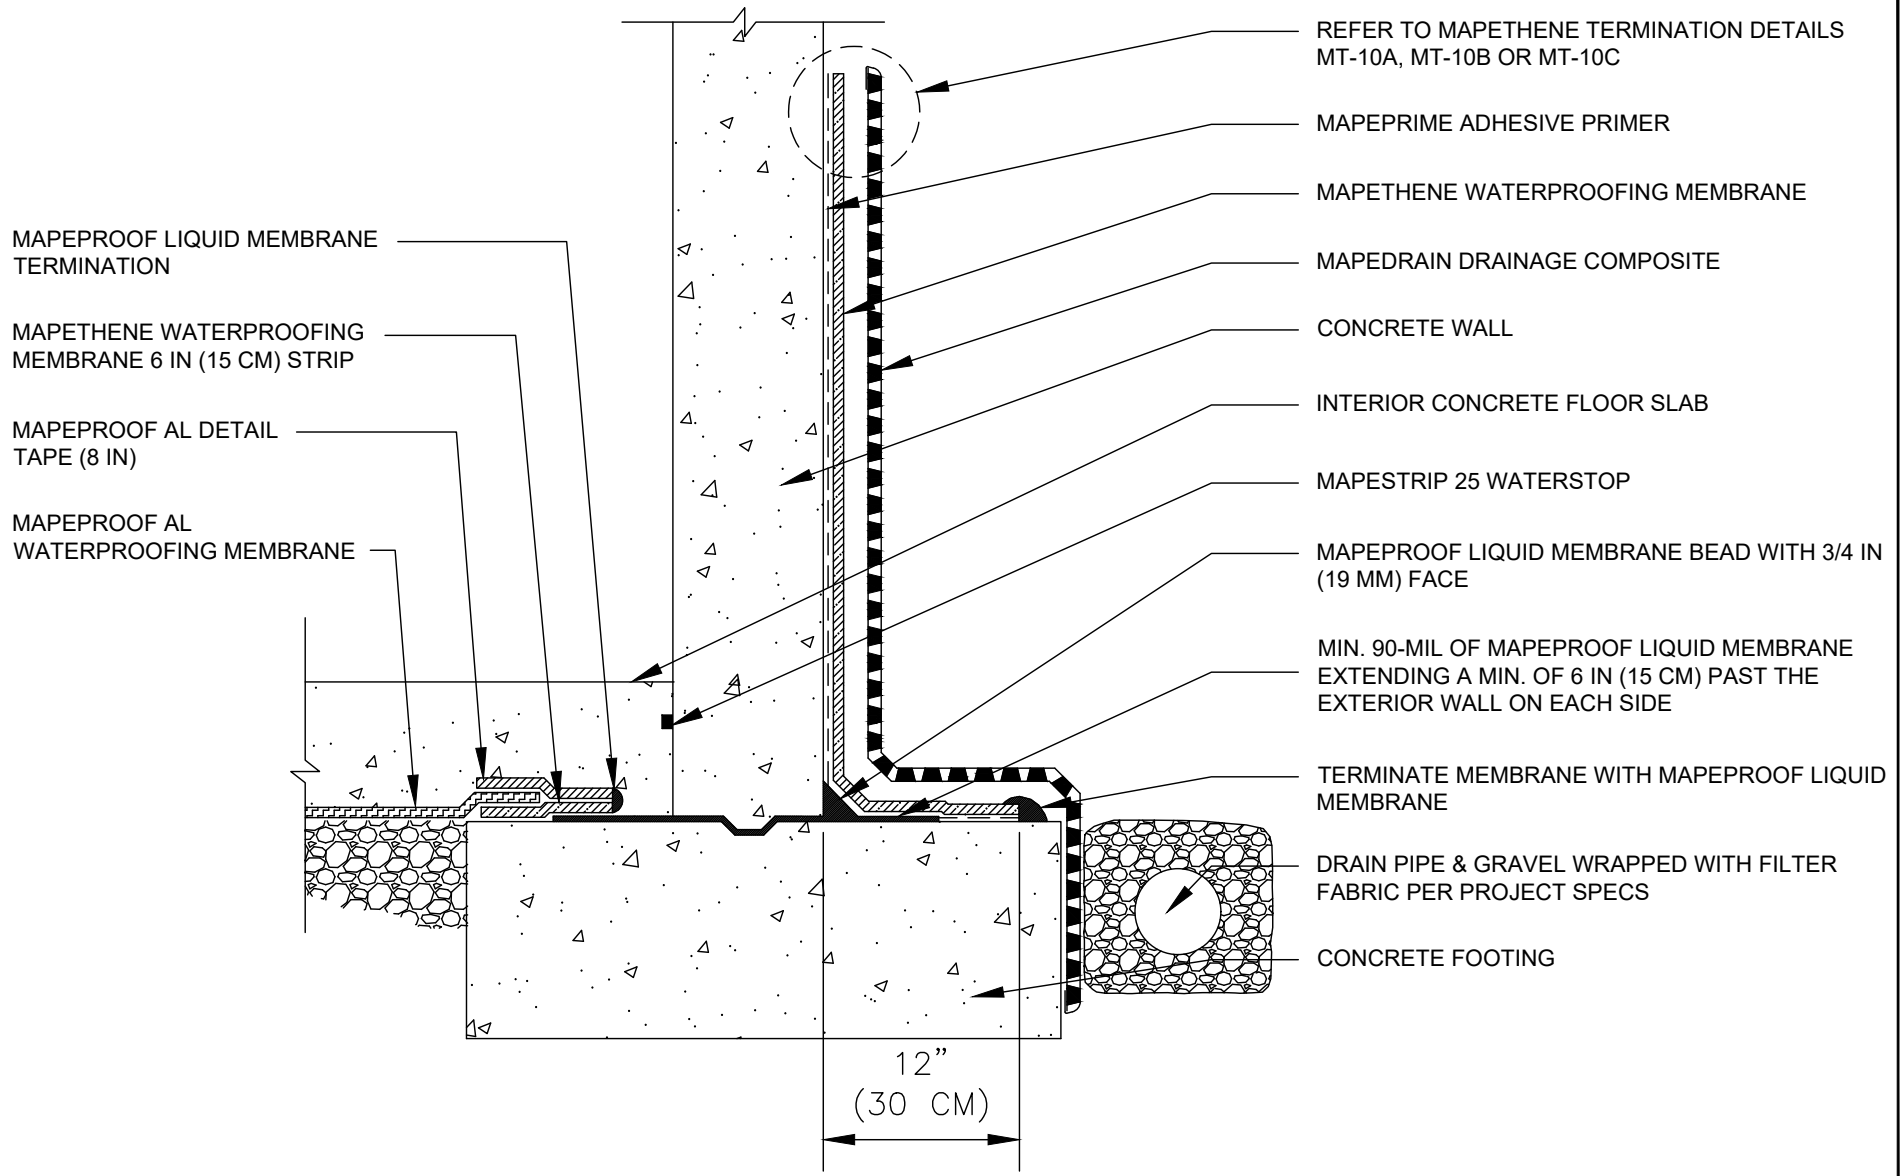 REFER TO MAPETHENE TERMINATION DETAILS
MT-10A, MT-10B OR MT-10C
MAPEPRIME ADHESIVE PRIMER
MAPETHENE WATERPROOFING MEMBRANE
MAPEDRAIN DRAINAGE COMPOSITE
CONCRETE WALL
INTERIOR CONCRETE FLOOR SLAB
MAPESTRIP 25 WATERSTOP
MAPEPROOF LIQUID MEMBRANE BEAD WITH 3/4 IN
(19 MM) FACE
MIN. 90-MIL OF MAPEPROOF LIQUID MEMBRANE
EXTENDING A MIN. OF 6 IN (15 CM) PAST THE
EXTERIOR WALL ON EACH SIDE
TERMINATE MEMBRANE WITH MAPEPROOF LIQUID
MEMBRANE
DRAIN PIPE & GRAVEL WRAPPED WITH FILTER
FABRIC PER PROJECT SPECS
CONCRETE FOOTING
MAPEPROOF LIQUID MEMBRANE
TERMINATION
MAPETHENE WATERPROOFING
MEMBRANE 6 IN (15 CM) STRIP
MAPEPROOF AL DETAIL
TAPE (8 IN)
MAPEPROOF AL
WATERPROOFING MEMBRANE
12”
(30 CM)